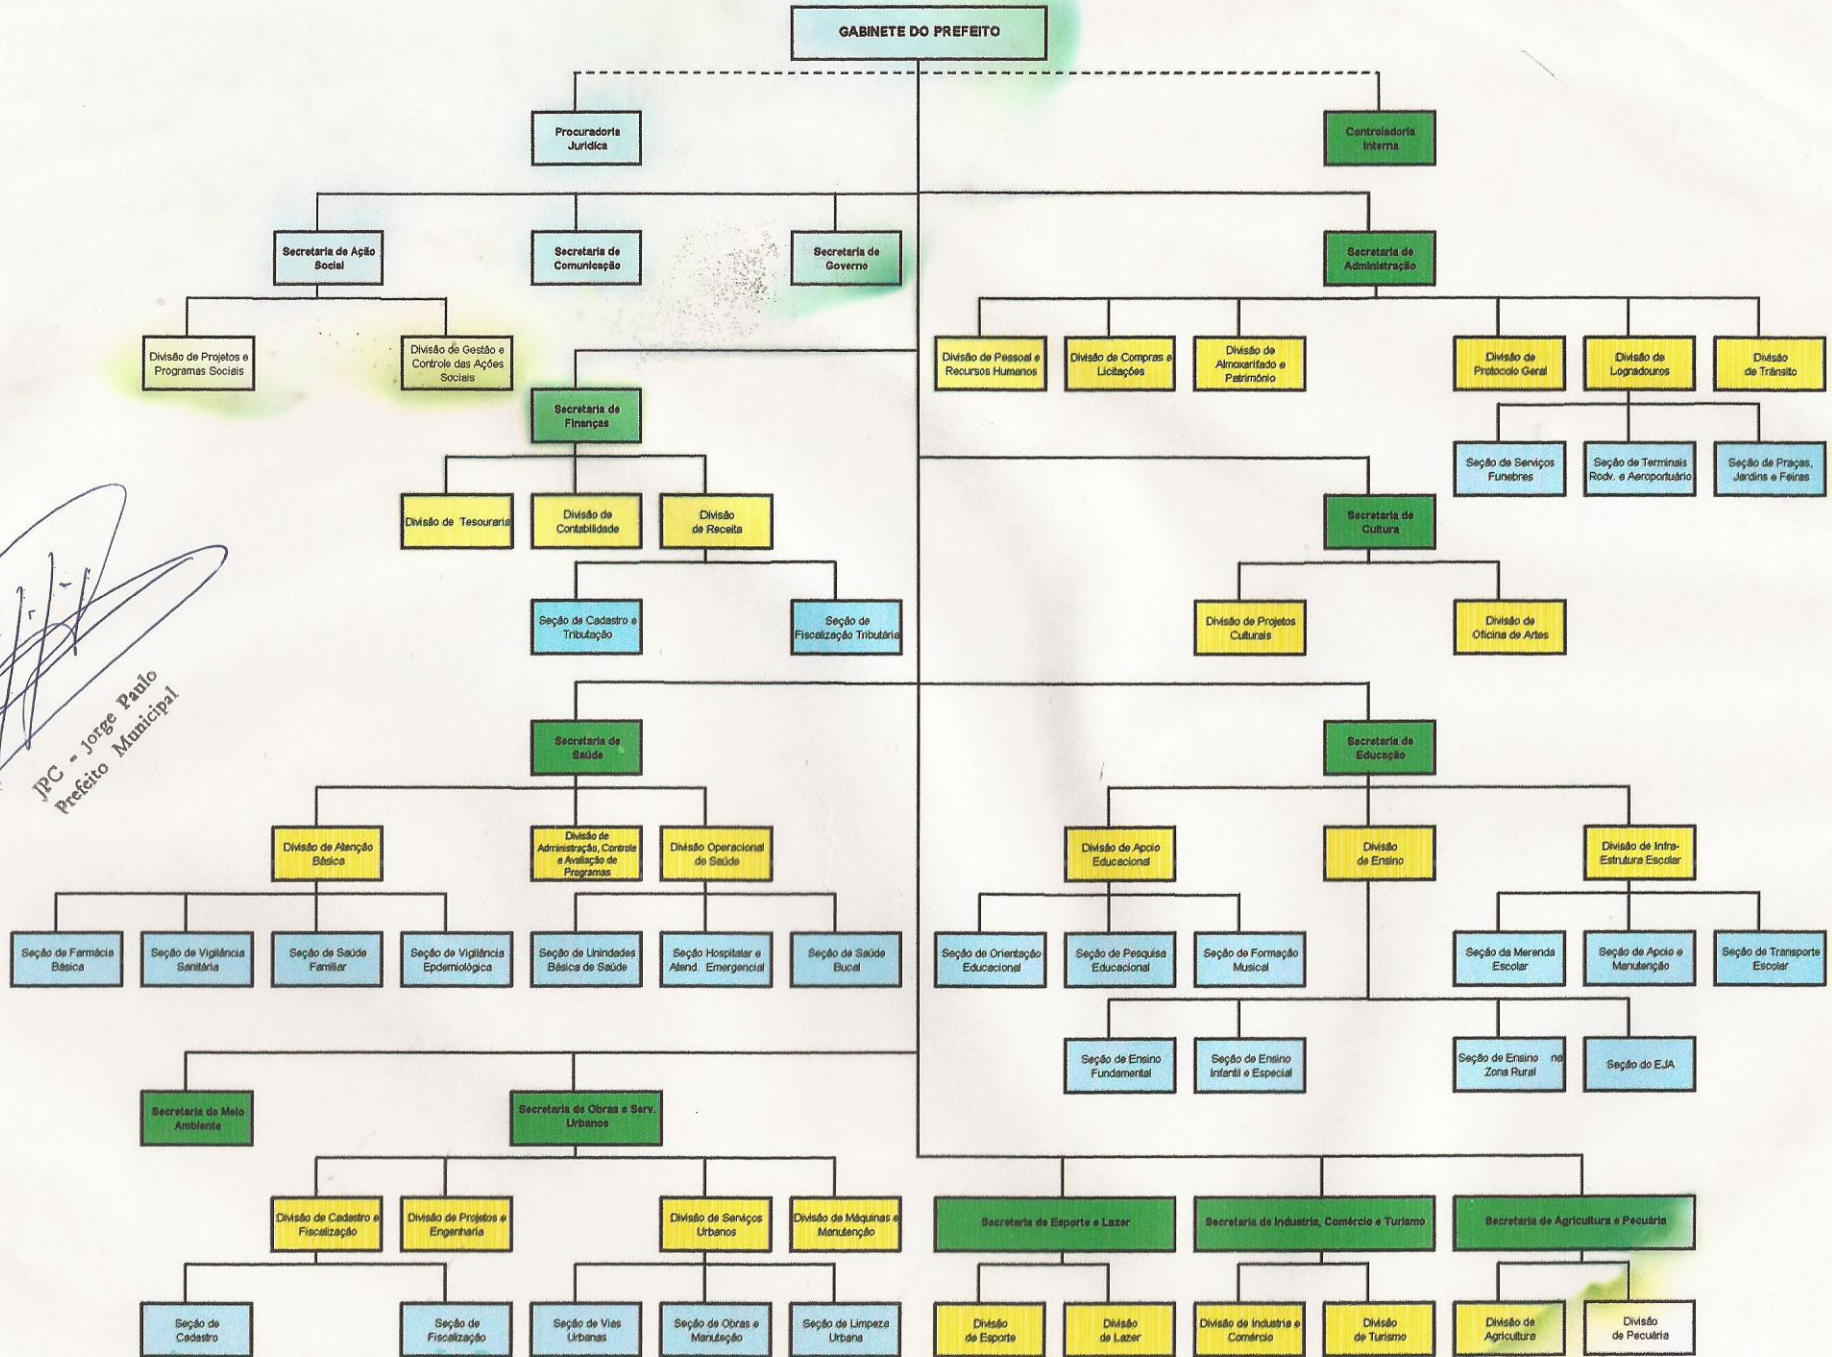 GABINETE DO PREFEITO
Procuradoria
Juridica
Controladoria
Interna
Secretaria de Ação
Social
Secretaria de
Comunicação
Secretaria de
Governo
Secretaria de
Administração
Divisão de Projetos e
Programas Sociais
Divisão de Gestão e
Controle das Ações
Sociais
Divisão de Pessoal e
Recursos Humanos
Divisão de Compras e
Licitações
Divisão de
Almoxarifado e
Patrimônio
Divisão de
Protocolo Geral
Divisão de
Logradouros
Divisão
de Trânsito
Secretaria de
Finanças
Seção de Serviços
Funebres
Seção de Terminais
Rodv. e Aeroportuário
Seção de Praças,
Jardins e Feiras
Divisão de Tesouraria
Divisão de
Contabilidade
Divisão
de Receita
Secretaria de
Cultura
Seção de Cadastro e
Tributação
Seção de
Fiscalização Tributária
Divisão de Projetos
Culturais
Divisão de
Oficina de Artes
JPC - Jorge Paulo
Prefeito Municipal
Secretaria de
Saúde
Secretaria de
Educação
Divisão de Atenção
Básica
Divisão de
Administração, Controle
e Avaliação de
Programas
Divisão Operacional
de Saúde
Divisão de Apoio
Educacional
Divisão
de Ensino
Divisão de Infra-
Estrutura Escolar
Seção de Farmácia
Básica
Seção de Vigilância
Sanitária
Seção de Saúde
Familiar
Seção de Vigilância
Epdemiológica
Seção de Unindades
Básica de Saúde
Seção Hospitalar e
Atend. Emergencial
Seção de Saúde
Bucal
Seção de Orientação
Educacional
Seção de Pesquisa
Educacional
Seção de Formação
Musical
Seção da Merenda
Escolar
Seção de Apoio e
Manutenção
Seção de Transporte
Escolar
Seção de Ensino
Fundamental
Seção de Ensino
Infantil e Especial
Seção de Ensino na
Zona Rural
Seção do EJA
Secretaria de Meio
Ambiente
Secretaria de Obras e Serv.
Urbanos
Divisão de Cadastro e
Fiscalização
Divisão de Projetos e
Engenharia
Divisão de Serviços
Urbanos
Divisão de Máquinas e
Manutenção
Secretaria de Esporte e Lazer
Secretaria da Industria, Comércio e Turismo
Secretaria de Agricultura e Pecuária
Seção de
Cadastro
Seção de
Fiscalização
Seção de Vias
Urbanas
Seção de Obras e
Manuteção
Seção de Limpeza
Urbana
Divisão
de Esporte
Divisão
de Lazer
Divisão de Industria e
Comércio
Divisão
de Turismo
Divisão de
Agricultura
Divisão
de Pecuária